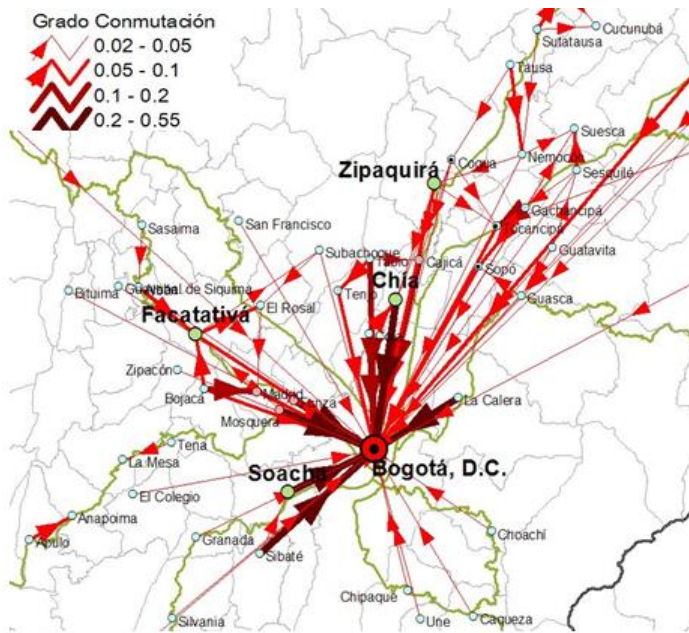 Grado Conmutación
0.02 - 0.05
0.05 - 0.1
0.1 - 0.2
0.2 - 0.55
Cucunubá
Sutatausa
Tausa
Suesca
Cogua
Nemocón
Zipaquirá
Sesquilé
Gachancipá
San Francisco
Tocancipá
Sasaima
Subachoque
Guatavita
Tabio
Cajicá
Sopó
Bituima
de Siquima
Chía
Tenjo
Guasca
El Rosal
Facatativá
Zipacón
Bojacá
Madrid
La Calera
Mosquera
Tena
Bogotá, D.C.
La Mesa
Soacha
El Colegio
Anapoima
Choachí
Apulo
Granada
Sibaté
Chipaque
Silvania
Une
Caqueza